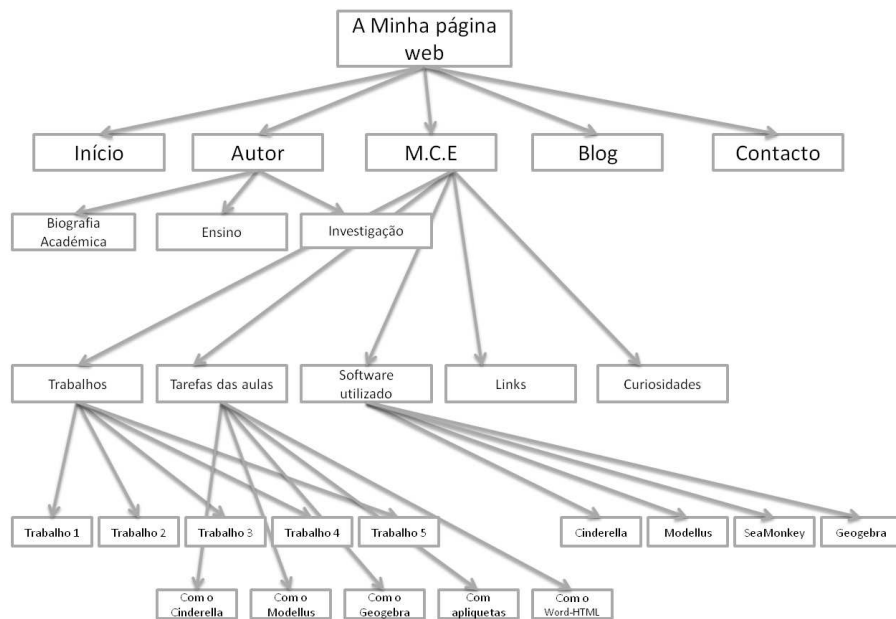 A Minha página
web
Início
Autor
M.C.E
Blog
Contacto
Biografia
Académica
Ensino
Investigação
Trabalhos
Tarefas das aulas
Software
utilizado
Links
Curiosidades
Trabalho 1
Trabalho 2
Trabalho 3
Trabalho 4
Trabalho 5
Cinderella
Modellus
SeaMonkey
Geogebra
Com o
Cinderella
Com o
Modellus
Com o
Geogebra
Com
apliquetas
Com o
Word-HTML